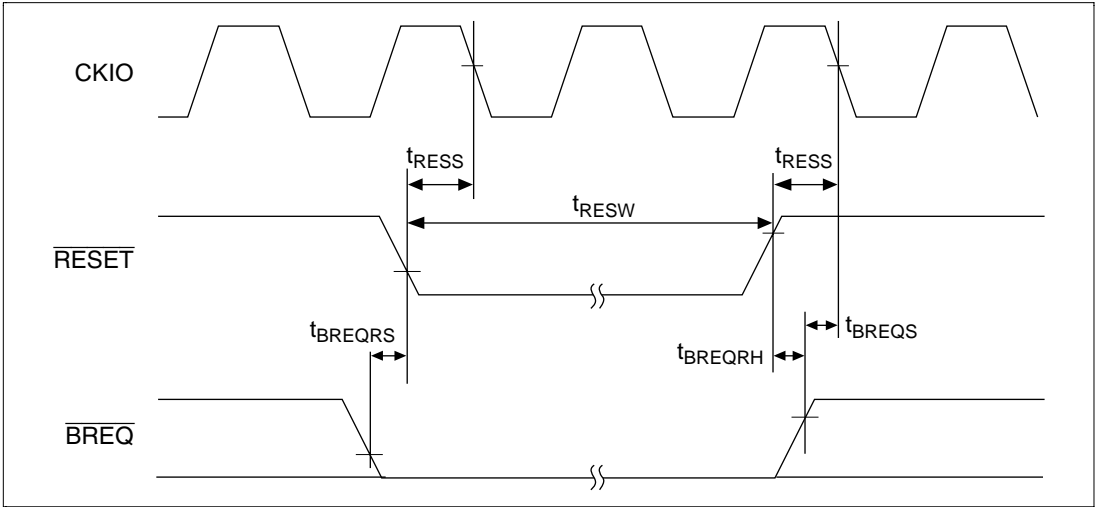 CKIO
tRESS
tRESS
tRESW
RESET
tBREQRS
tBREQS
tBREQRH
BREQ